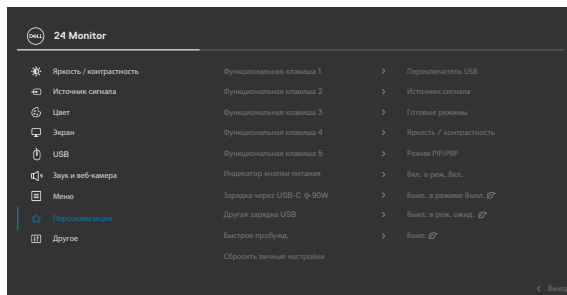 DELL 24 Monitor
Яркость / контрастность Функциональная клавиша 1 Переключатель USB
Источник сигнала Функциональная клавиша 2 Источник сигнала
Цвет Функциональная клавиша 3 Готовые режимы
Экран Функциональная клавиша 4 Яркость / контрастность
USB Функциональная клавиша 5 Режим PIP/PBP
Звук и веб-камера Индикатор кнопки питания Вкл. в реж. Вкл.
Меню Зарядка через USB-C 90W Выкл. в режиме Выкл.
Персонализация Другая зарядка USB Выкл. в реж. ожид.
Другое Быстрое пробужд. Выкл.
Сбросить личные настройки
Выход